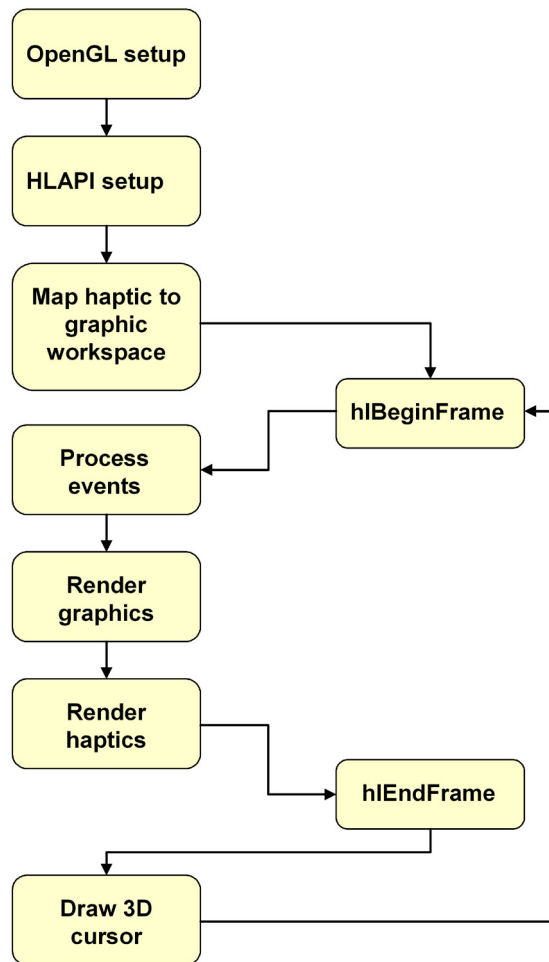 OpenGL setup
HLAPI setup
Map haptic to
graphic
workspace
hlBeginFrame
Process
events
Render
graphics
Render
haptics
hlEndFrame
Draw 3D
cursor